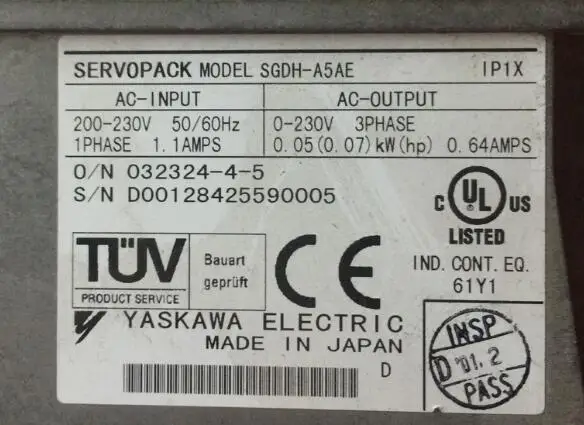 SERVOPACK MODEL SGDH-A5AE IP1X
AC-INPUT AC-OUTPUT
200-230V 50/60Hz 0-230V 3PHASE
1PHASE 1.1AMPS 0.05(0.07)kW(hp) 0.64AMPS
O/N 032324-4-5
S/N D00128425590005
C UL US
LISTED
IND. CONT. EQ.
61Y1
TÜV
PRODUCT SERVICE
Bauart
geprüft
CE
YASKAWA ELECTRIC
MADE IN JAPAN
D
INSP
D '01.2
PASS